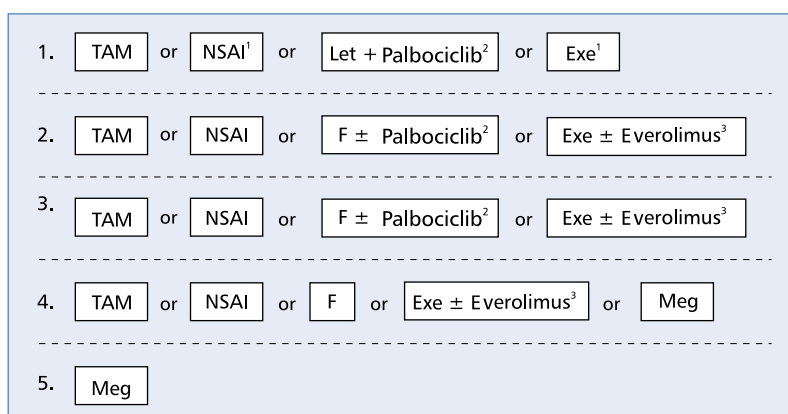 1. TAM or NSAI¹ or Let + Palbociclib² or Exe¹
2. TAM or NSAI or F ± Palbociclib² or Exe ± Everolimus³
3. TAM or NSAI or F ± Palbociclib² or Exe ± Everolimus³
4. TAM or NSAI or F or Exe ± Everolimus³ or Meg
5. Meg